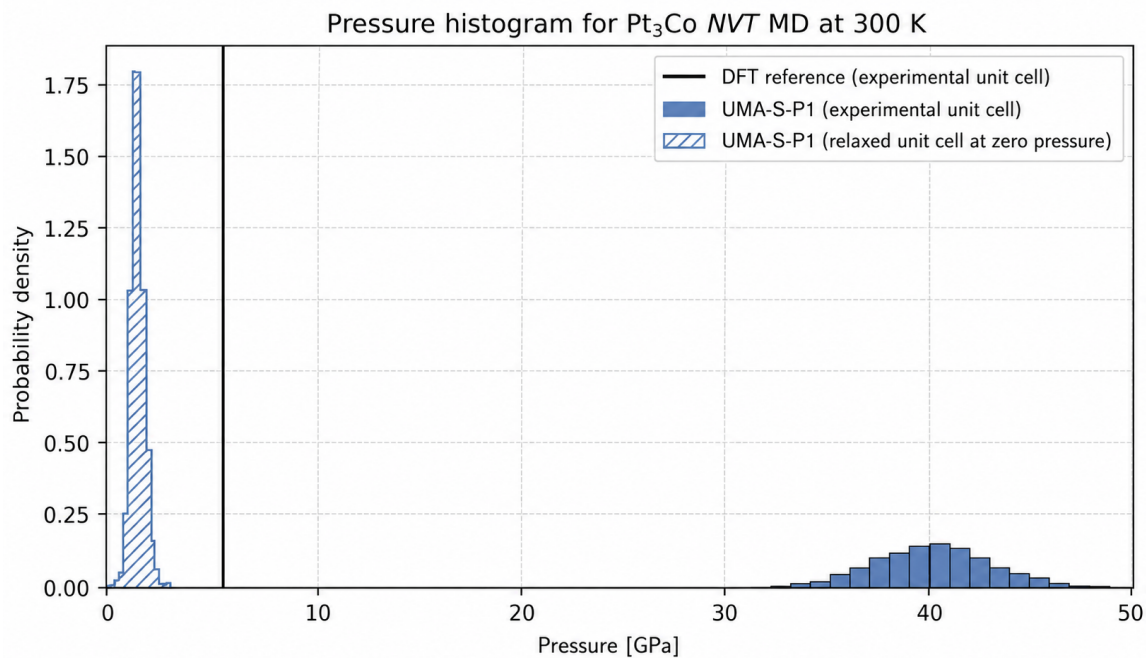 Pressure histogram for Pt₃Co NVT MD at 300 K
DFT reference (experimental unit cell)
UMA-S-P1 (experimental unit cell)
UMA-S-P1 (relaxed unit cell at zero pressure)
Probability density
1.75
1.50
1.25
1.00
0.75
0.50
0.25
0.00
0 10 20 30 40 50
Pressure [GPa]